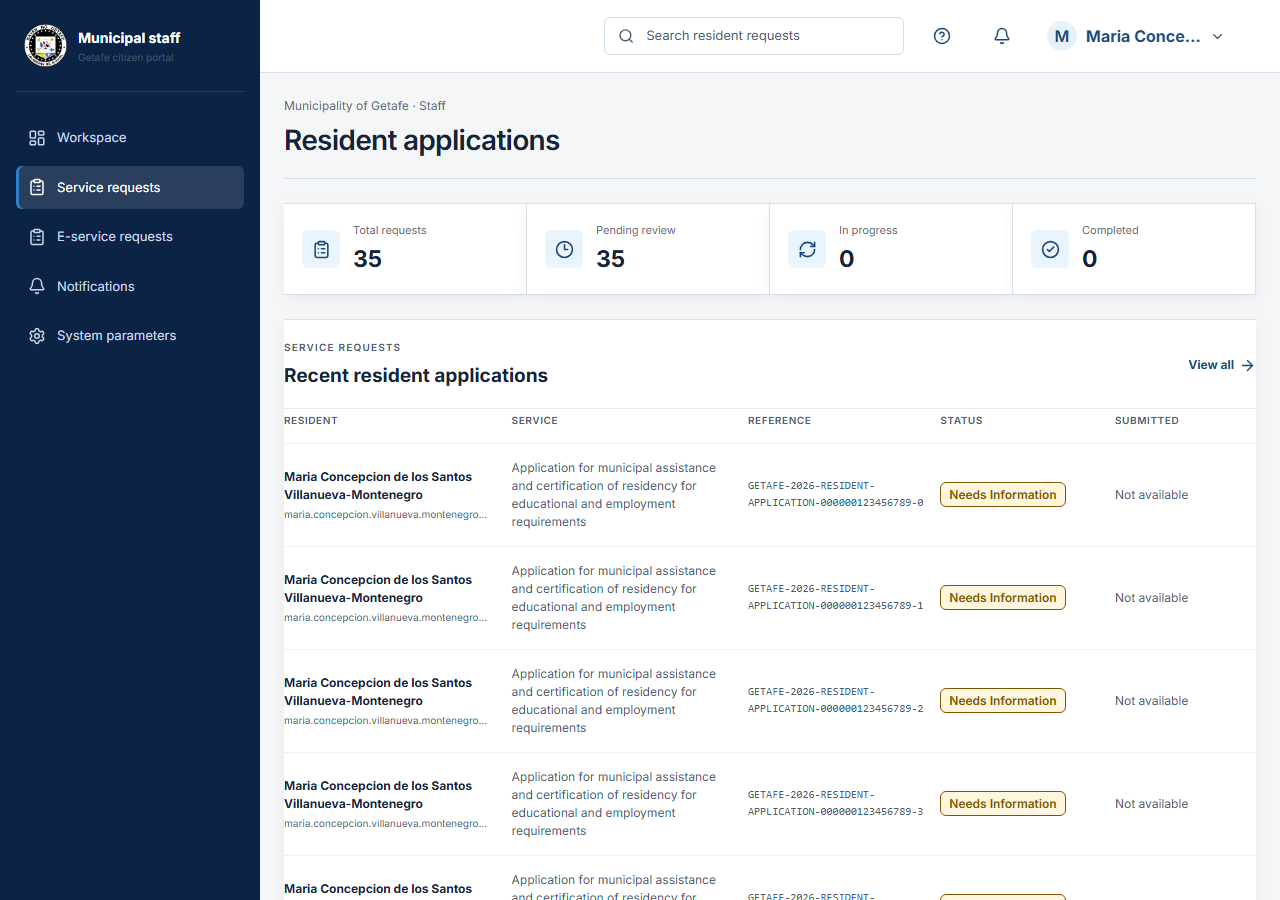 Municipal staff
Getafe citizen portal
Workspace
Service requests
E-service requests
Notifications
System parameters
Search resident requests
M
Maria Conce...
Municipality of Getafe · Staff
Resident applications
Total requests
35
Pending review
35
In progress
0
Completed
0
SERVICE REQUESTS
Recent resident applications
View all
RESIDENT SERVICE REFERENCE STATUS SUBMITTED
Maria Concepcion de los Santos
Villanueva-Montenegro
maria.concepcion.villanueva.montenegro...
Application for municipal assistance
and certification of residency for
educational and employment
requirements
GETAFE-2026-RESIDENT-
APPLICATION-000000123456789-0
Needs Information
Not available
Maria Concepcion de los Santos
Villanueva-Montenegro
maria.concepcion.villanueva.montenegro...
Application for municipal assistance
and certification of residency for
educational and employment
requirements
GETAFE-2026-RESIDENT-
APPLICATION-000000123456789-1
Needs Information
Not available
Maria Concepcion de los Santos
Villanueva-Montenegro
maria.concepcion.villanueva.montenegro...
Application for municipal assistance
and certification of residency for
educational and employment
requirements
GETAFE-2026-RESIDENT-
APPLICATION-000000123456789-2
Needs Information
Not available
Maria Concepcion de los Santos
Villanueva-Montenegro
maria.concepcion.villanueva.montenegro...
Application for municipal assistance
and certification of residency for
educational and employment
requirements
GETAFE-2026-RESIDENT-
APPLICATION-000000123456789-3
Needs Information
Not available
Maria Concepcion de los Santos
Application for municipal assistance
and certification of residency for
GETAFE-2026-RESIDENT-